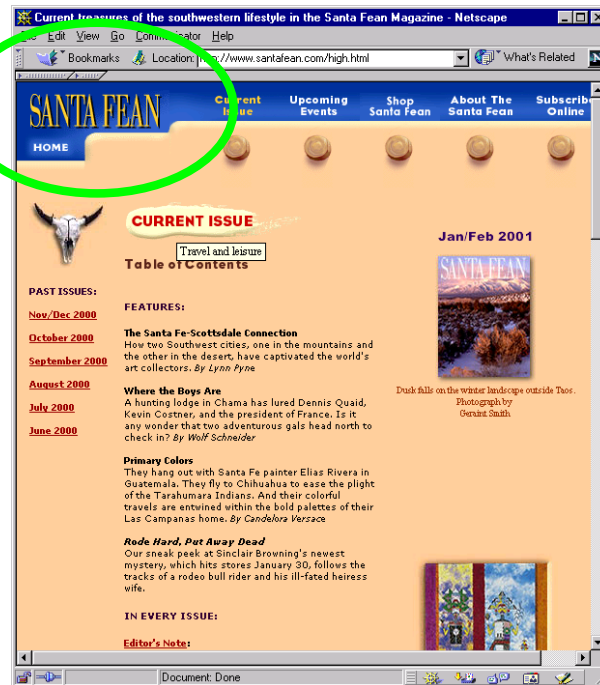 Current treasures of the southwestern lifestyle in the Santa Fean Magazine - Netscape
Edit View Go Communicator Help
Bookmarks Location: http://www.santafean.com/high.html What's Related
SANTA FEAN
Current Issue
Upcoming Events
Shop Santa Fean
About The Santa Fean
Subscribe Online
HOME
CURRENT ISSUE
Travel and leisure
Table of Contents
Jan/Feb 2001
SANTA FEAN
Dusk falls on the winter landscape outside Taos.
Photograph by
Geraint Smith
PAST ISSUES:
Nov/Dec 2000
October 2000
September 2000
August 2000
July 2000
June 2000
FEATURES:
The Santa Fe-Scottsdale Connection
How two Southwest cities, one in the mountains and
the other in the desert, have captivated the world's
art collectors. By Lynn Pyne
Where the Boys Are
A hunting lodge in Chama has lured Dennis Quaid,
Kevin Costner, and the president of France. Is it
any wonder that two adventurous gals head north to
check in? By Wolf Schneider
Primary Colors
They hang out with Santa Fe painter Elias Rivera in
Guatemala. They fly to Chihuahua to ease the plight
of the Tarahumara Indians. And their colorful
travels are entwined within the bold palettes of their
Las Campanas home. By Candelora Versace
Rode Hard, Put Away Dead
Our sneak peek at Sinclair Browning's newest
mystery, which hits stores January 30, follows the
tracks of a rodeo bull rider and his ill-fated heiress
wife.
IN EVERY ISSUE:
Editor's Note:
Document: Done